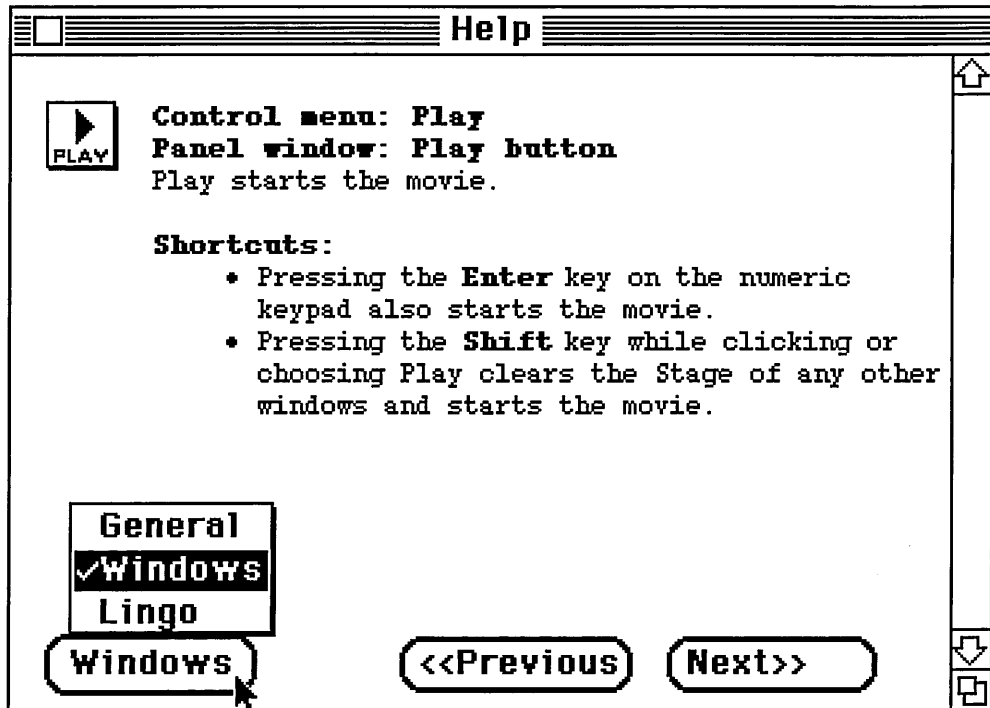 Help
Control menu: Play
PLAY
Panel window: Play button
Play starts the movie.
Shortcuts:
• Pressing the Enter key on the numeric
keypad also starts the movie.
• Pressing the Shift key while clicking or
choosing Play clears the Stage of any other
windows and starts the movie.
General
✓Windows
Lingo
Windows
<<Previous
Next>>